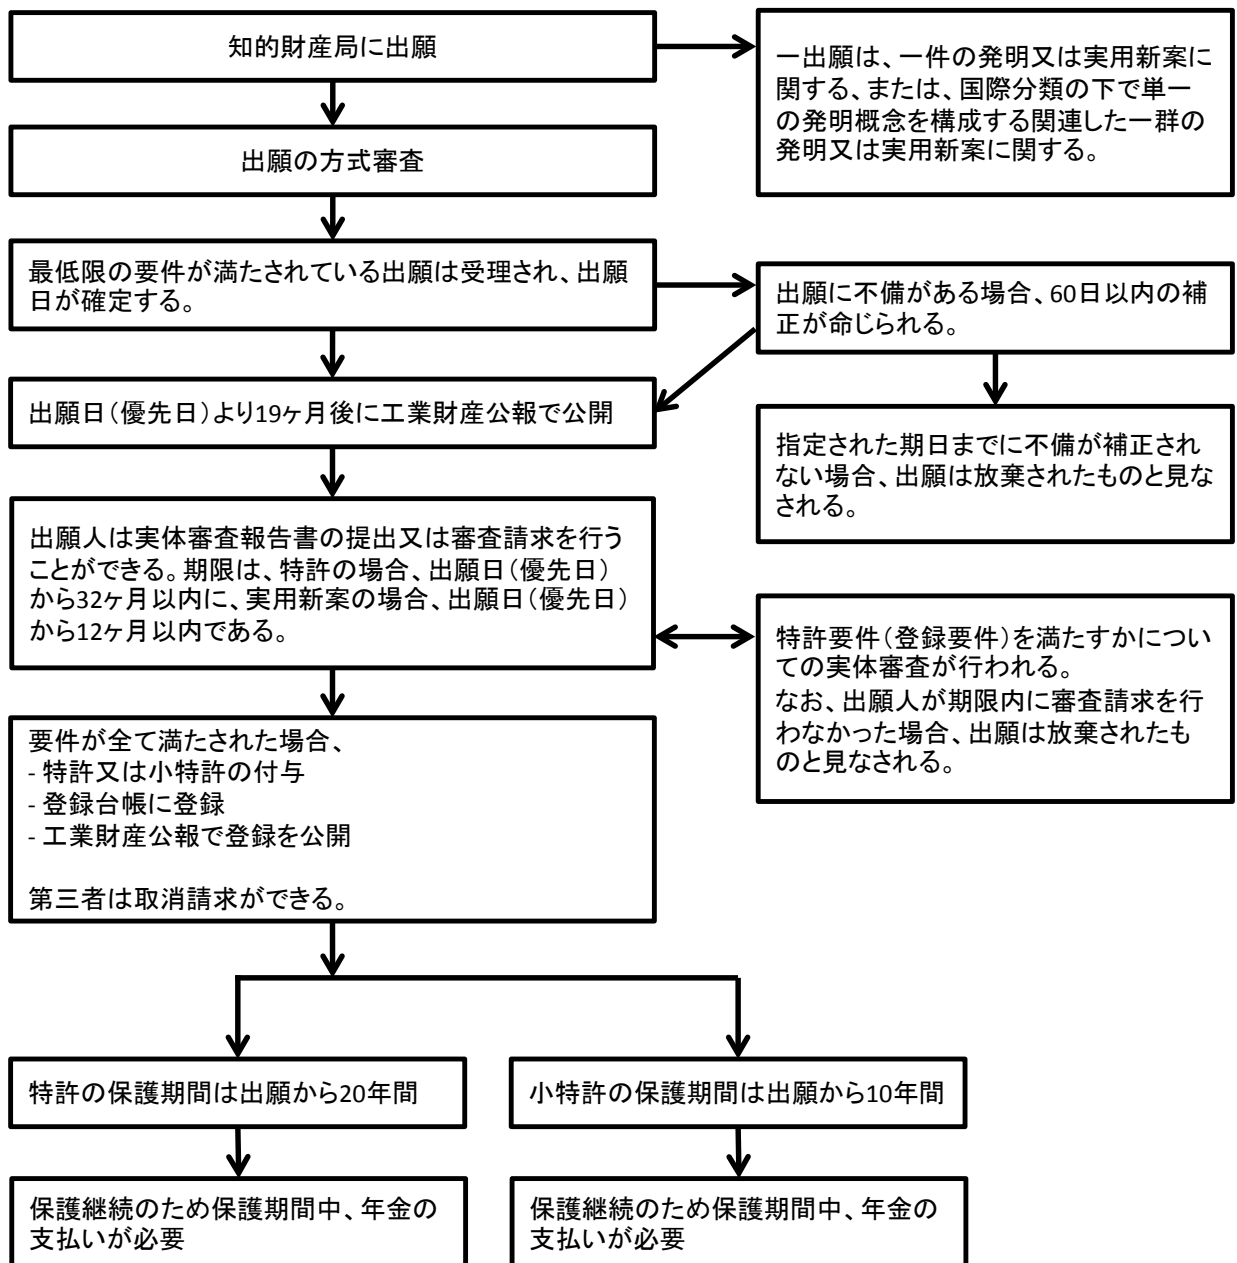 知的財産局に出願
一出願は、一件の発明又は実用新案に
関する、または、国際分類の下で単一
の発明概念を構成する関連した一群の
発明又は実用新案に関する。
出願の方式審査
最低限の要件が満たされている出願は受理され、出願
日が確定する。
出願に不備がある場合、60日以内の補
正が命じられる。
出願日（優先日）より19ヶ月後に工業財産公報で公開
指定された期日までに不備が補正され
ない場合、出願は放棄されたものと見な
される。
出願人は実体審査報告書の提出又は審査請求を行う
ことができる。期限は、特許の場合、出願日（優先日）
から32ヶ月以内に、実用新案の場合、出願日（優先日）
から12ヶ月以内である。
特許要件（登録要件）を満たすかについ
ての実体審査が行われる。
なお、出願人が期限内に審査請求を行
わなかった場合、出願は放棄されたも
のと見なされる。
要件が全て満たされた場合、
- 特許又は小特許の付与
- 登録台帳に登録
- 工業財産公報で登録を公開
第三者は取消請求ができる。
特許の保護期間は出願から20年間
小特許の保護期間は出願から10年間
保護継続のため保護期間中、年金の
支払いが必要
保護継続のため保護期間中、年金の
支払いが必要